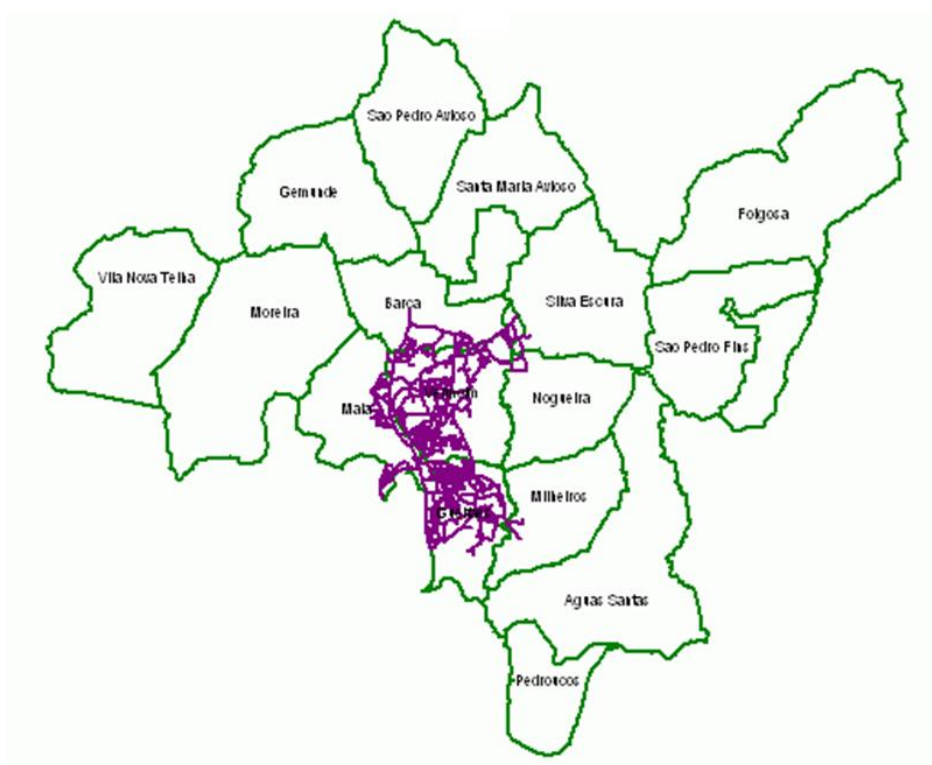 Sao Pedro Avioso
Gemunde
Santa Maria Avioso
Folgosa
Vila Nova Telha
Barca
Silva Escura
Moreira
Sao Pedro Fins
Nogueira
Maia
Milheiros
Aguas Santas
Pedroucos